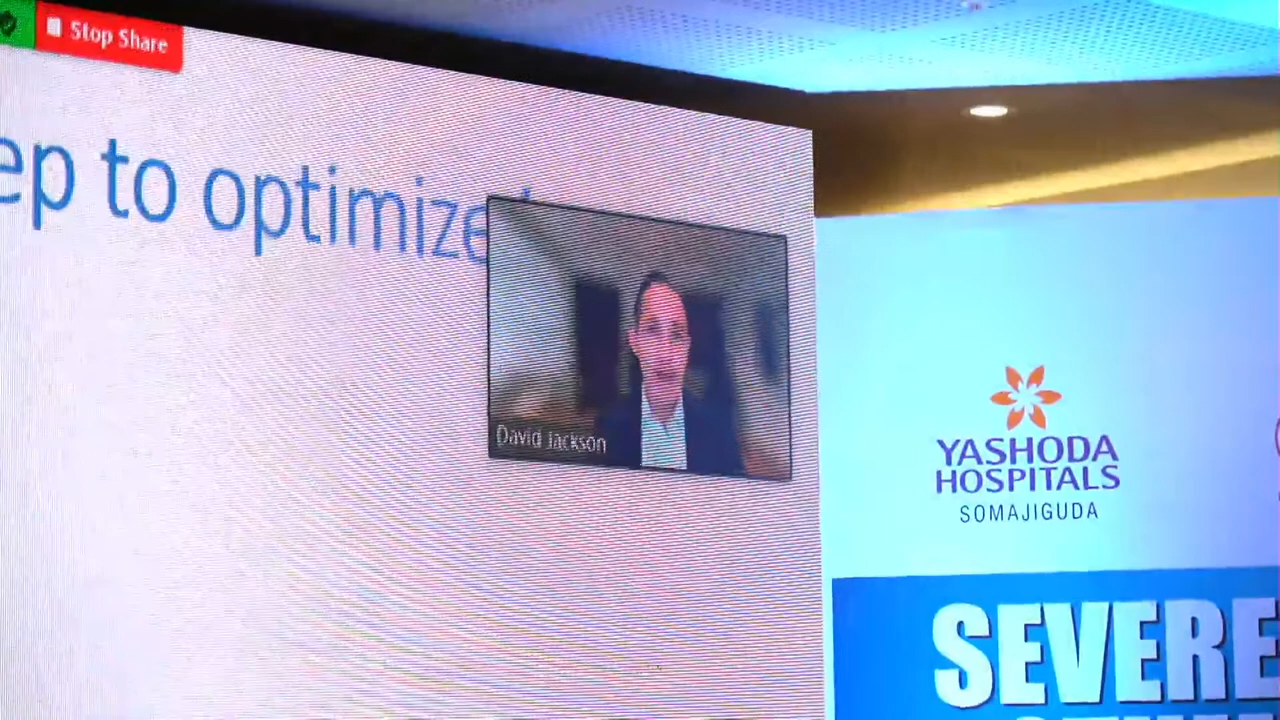 Stop Share
ep to optimize
David Jackson
YASHODA
HOSPITALS
SOMAJIGUDA
SEVERE